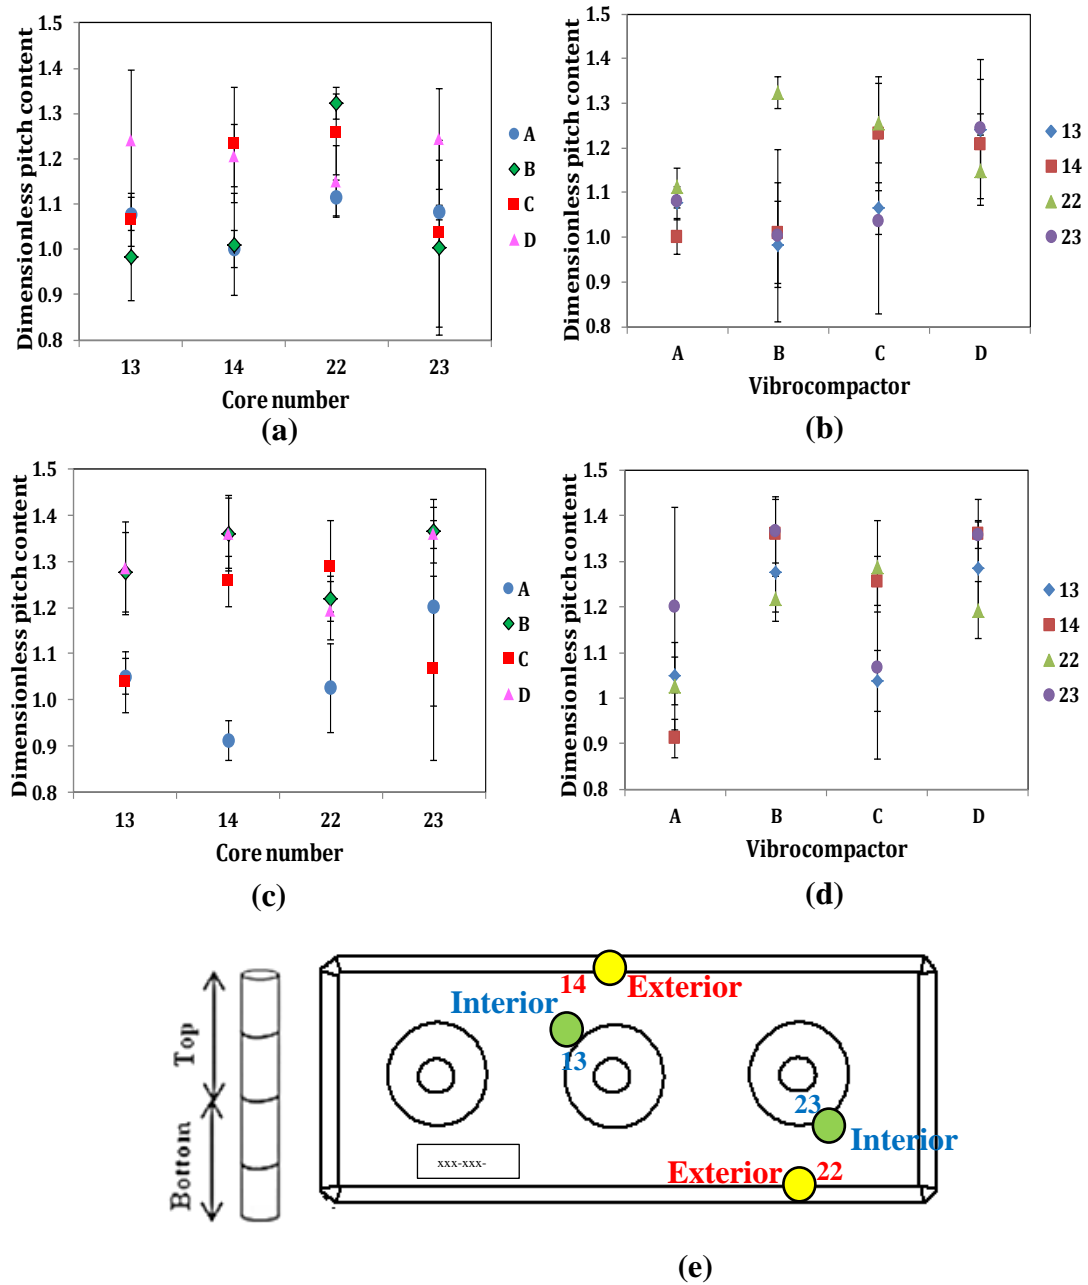 Dimensionless pitch content
1.5
1.4
1.3
1.2
1.1
1.0
0.9
0.8
13 14 22 23
Core number
A
B
C
D
(a)
Dimensionless pitch content
1.5
1.4
1.3
1.2
1.1
1.0
0.9
0.8
A B C D
Vibrocompactor
13
14
22
23
(b)
Dimensionless pitch content
1.5
1.4
1.3
1.2
1.1
1.0
0.9
0.8
13 14 22 23
Core number
A
B
C
D
(c)
Dimensionless pitch content
1.5
1.4
1.3
1.2
1.1
1
0.9
0.8
A B C D
Vibrocompactor
13
14
22
23
(d)
Top
Bottom
14 Exterior
Interior
13
23
Interior
xxx-xxx-
Exterior 22
(e)